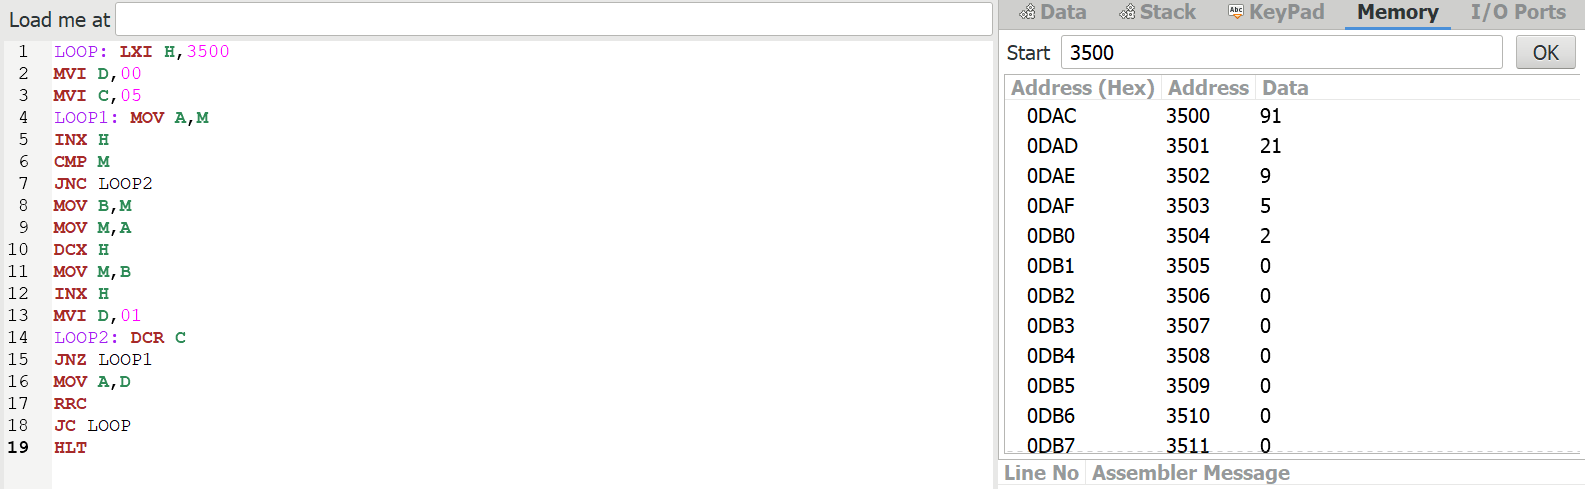 Load me at
1 LOOP: LXI H,3500
2 MVI D,00
3 MVI C,05
4 LOOP1: MOV A,M
5 INX H
6 CMP M
7 JNC LOOP2
8 MOV B,M
9 MOV M,A
10 DCX H
11 MOV M,B
12 INX H
13 MVI D,01
14 LOOP2: DCR C
15 JNZ LOOP1
16 MOV A,D
17 RRC
18 JC LOOP
19 HLT
Data Stack Abc KeyPad Memory I/O Ports
Start 3500 OK
Address (Hex) Address Data
0DAC 3500 91
0DAD 3501 21
0DAE 3502 9
0DAF 3503 5
0DB0 3504 2
0DB1 3505 0
0DB2 3506 0
0DB3 3507 0
0DB4 3508 0
0DB5 3509 0
0DB6 3510 0
0DB7 3511 0
Line No Assembler Message